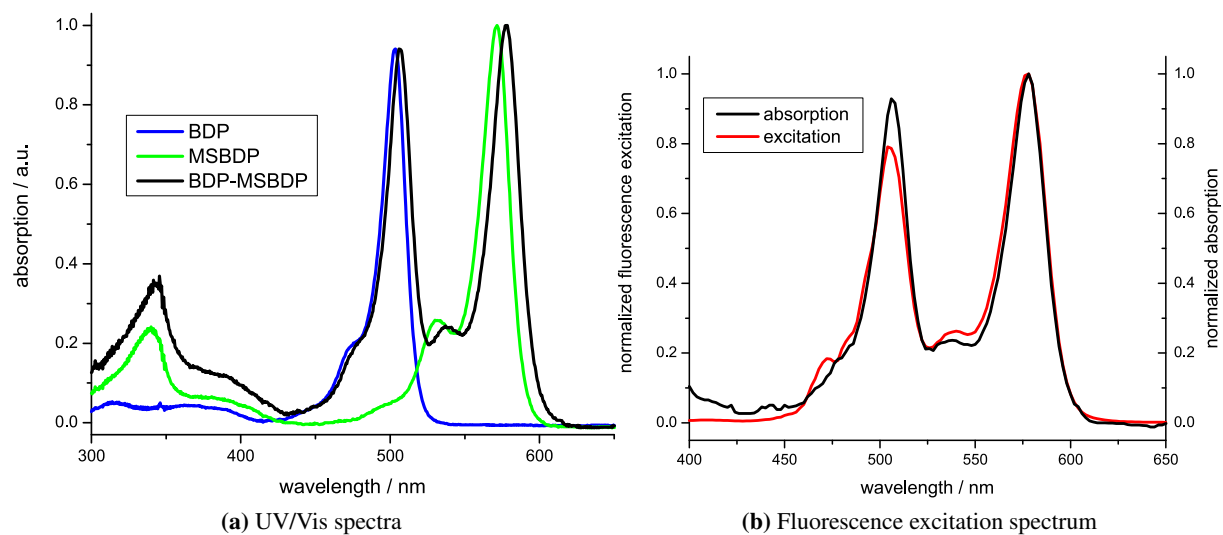 absorption / a.u.
1.0
0.8
0.6
0.4
0.2
0.0
BDP
MSBDP
BDP-MSBDP
300
400
500
600
wavelength / nm
(a) UV/Vis spectra
normalized fluorescence excitation
1.0
0.8
0.6
0.4
0.2
0.0
absorption
excitation
1.0
0.8
0.6
0.4
0.2
0.0
normalized absorption
400
450
500
550
600
650
wavelength / nm
(b) Fluorescence excitation spectrum